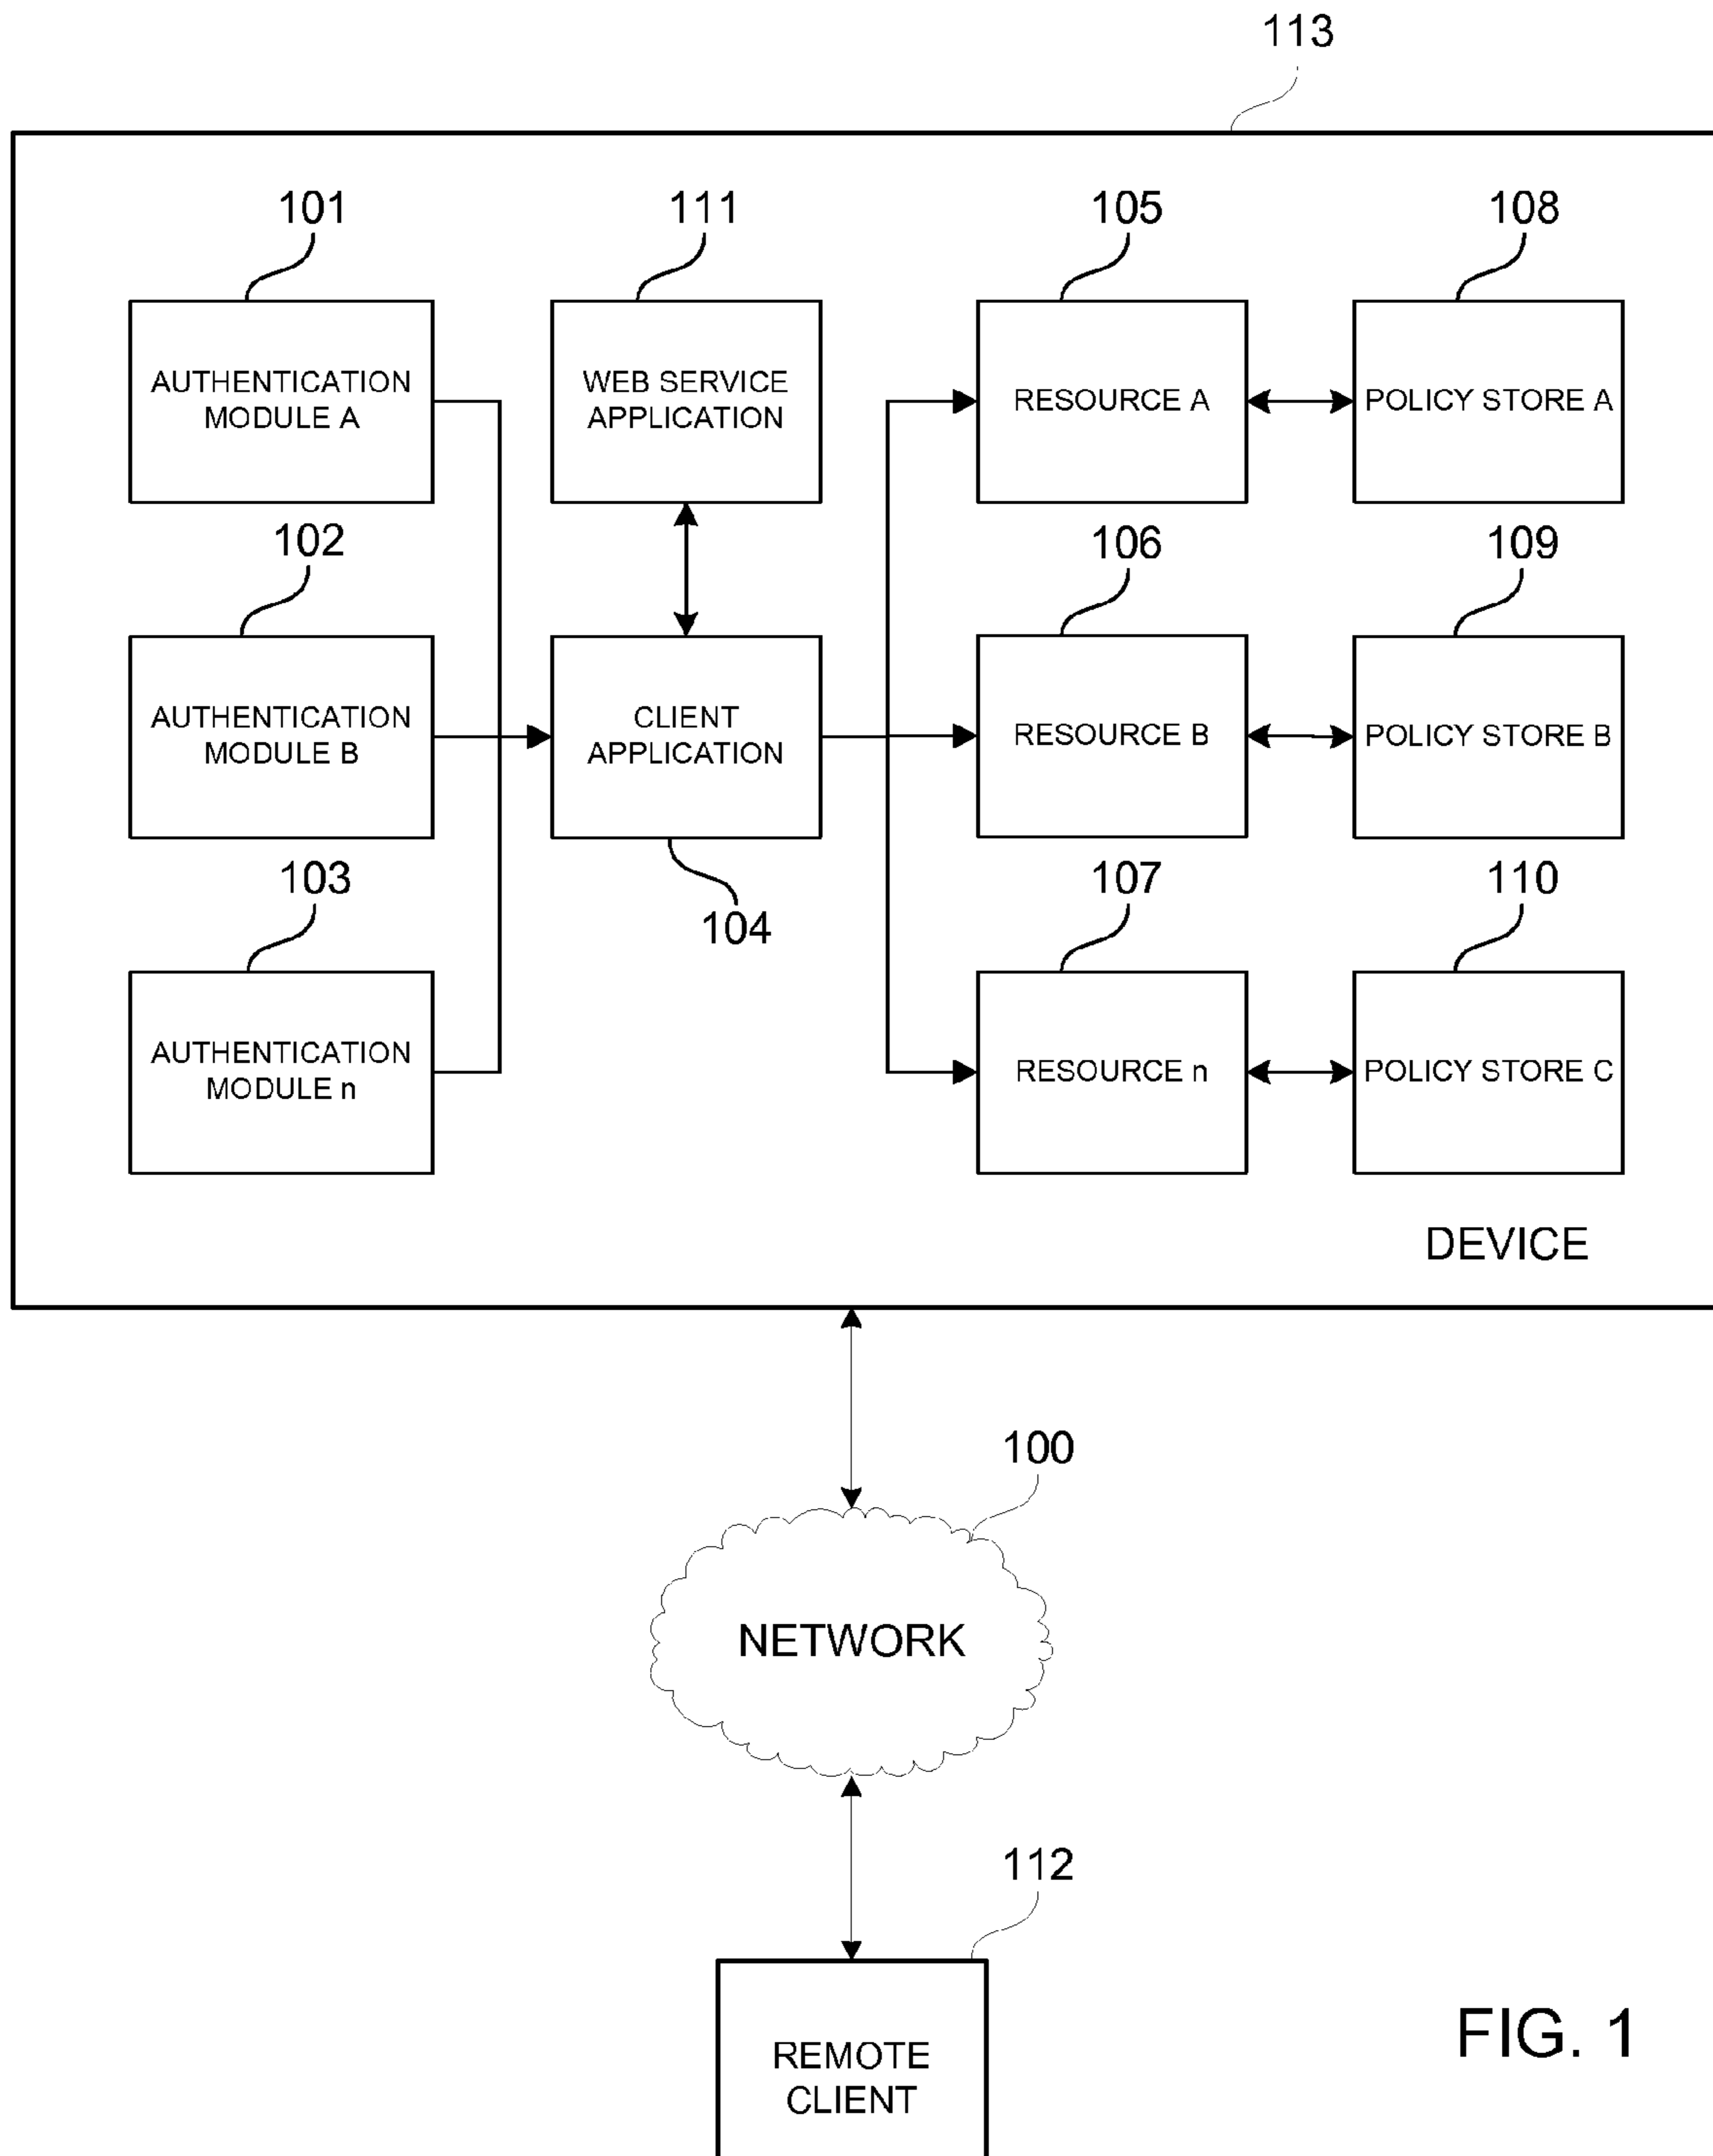 113
101
111
105
108
AUTHENTICATION
MODULE A
WEB SERVICE
APPLICATION
RESOURCE A
POLICY STORE A
102
106
109
AUTHENTICATION
MODULE B
CLIENT
APPLICATION
RESOURCE B
POLICY STORE B
103
104
107
110
AUTHENTICATION
MODULE n
RESOURCE n
POLICY STORE C
DEVICE
100
NETWORK
112
REMOTE
CLIENT
FIG. 1